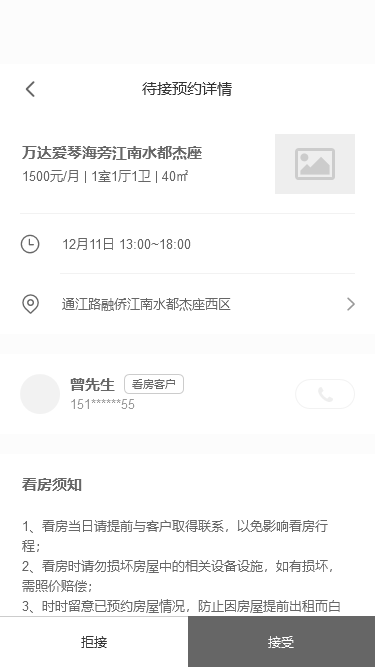 待接预约详情
万达爱琴海旁江南水都杰座
1500元/月 | 1室1厅1卫 | 40㎡
12月11日 13:00~18:00
通江路融侨江南水都杰座西区
曾先生 看房客户
151******55
看房须知
1、看房当日请提前与客户取得联系，以免影响看房行
程；
2、看房时请勿损坏房屋中的相关设备设施，如有损坏，
需照价赔偿；
3、时时留意已预约房屋情况，防止因房屋提前出租而白
拒接 接受